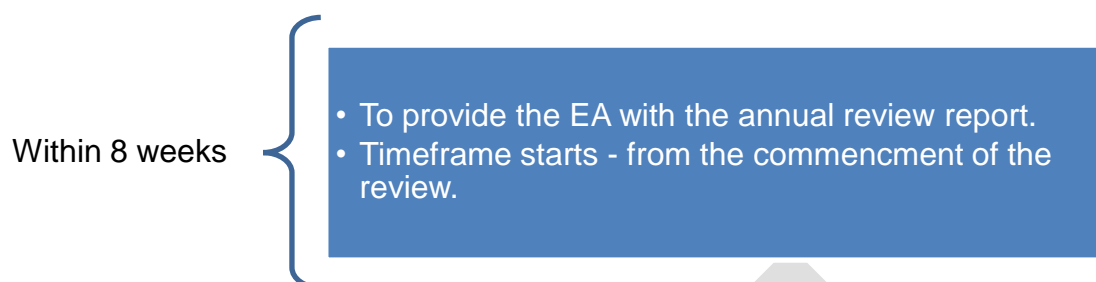 Within 8 weeks
• To provide the EA with the annual review report.
• Timeframe starts - from the commencment of the
review.